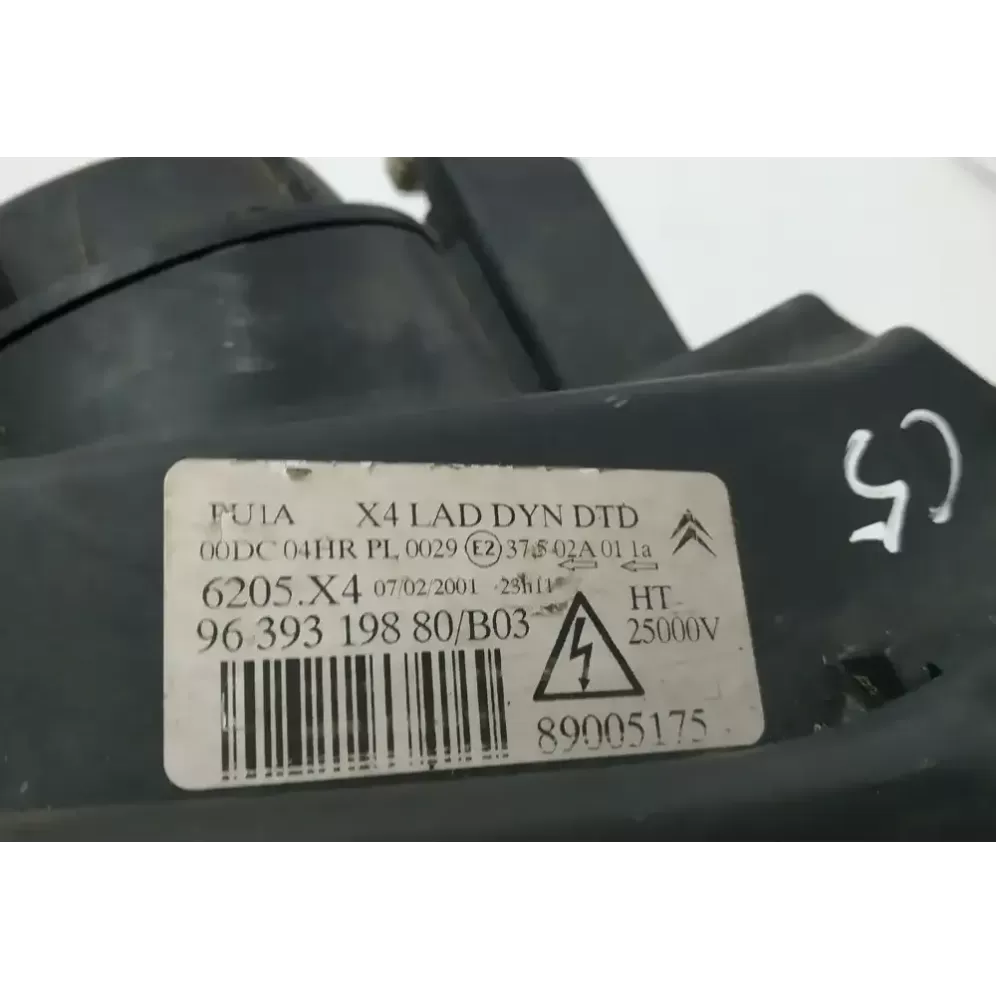 PU1A X4 LAD DYN DTD
00DC 04HR PL 0029 E2 37.5 02A 01 1a
6205.X4 07/02/2001 23h11
96 393 198 80/B03
HT
25000V
89005175
C5